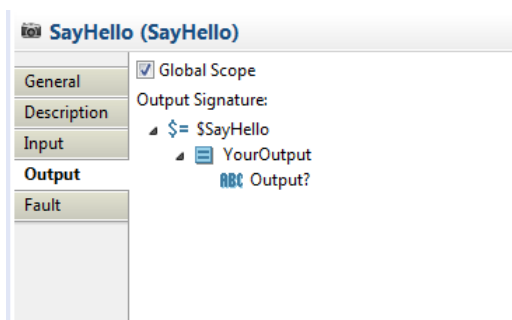 SayHello (SayHello)
General
Description
Input
Output
Fault
Global Scope
Output Signature:
$= $SayHello
YourOutput
ABC Output?